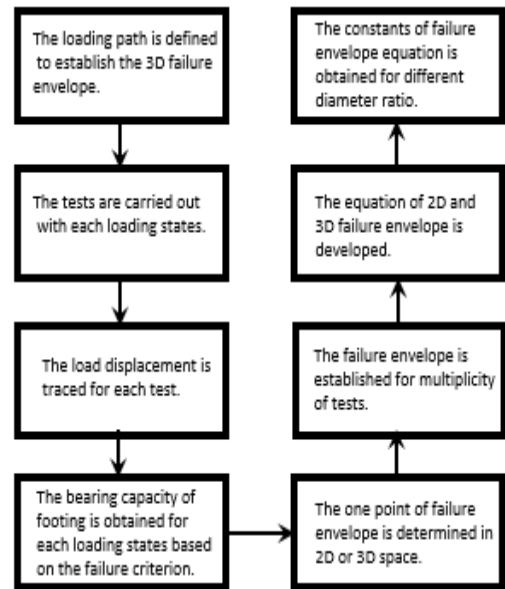 The loading path is defined
to establish the 3D failure
envelope.
The tests are carried out
with each loading states.
The load displacement is
traced for each test.
The bearing capacity of
footing is obtained for
each loading states based
on the failure criterion.
The one point of failure
envelope is determined in
2D or 3D space.
The failure envelope is
established for multiplicity
of tests.
The equation of 2D and
3D failure envelope is
developed.
The constants of failure
envelope equation is
obtained for different
diameter ratio.